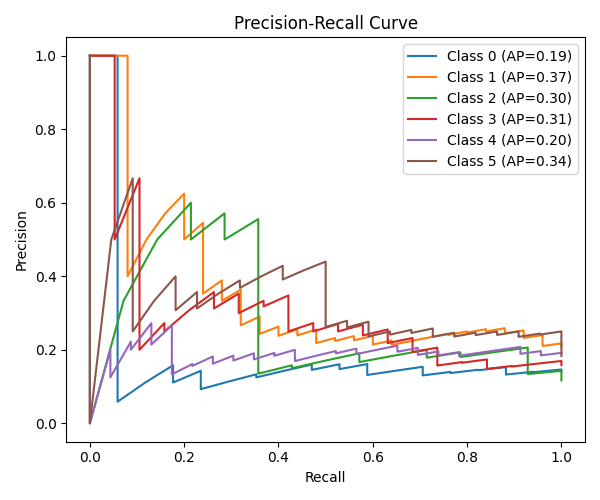 Precision-Recall Curve
Class 0 (AP=0.19)
Class 1 (AP=0.37)
Class 2 (AP=0.30)
Class 3 (AP=0.31)
Class 4 (AP=0.20)
Class 5 (AP=0.34)
1.0
0.8
0.6
0.4
0.2
0.0
Precision
0.0 0.2 0.4 0.6 0.8 1.0
Recall